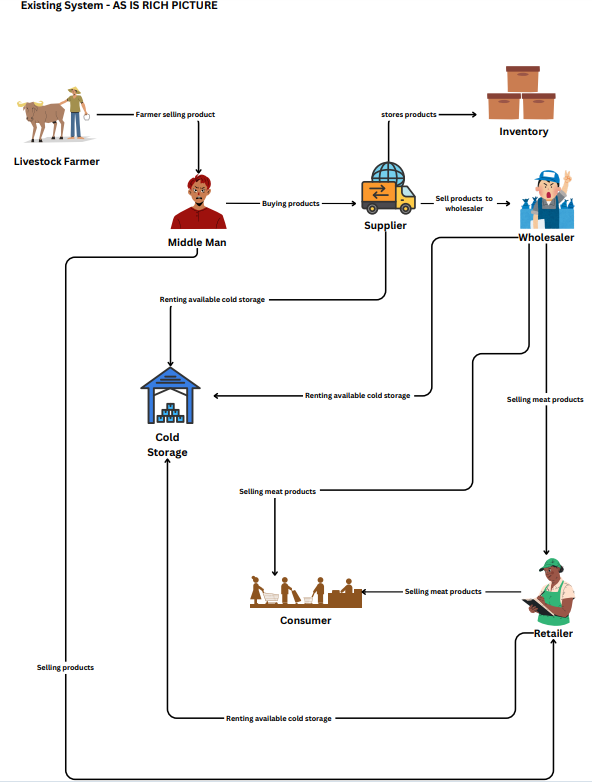 Existing System - AS IS RICH PICTURE
Farmer selling product
stores products
Inventory
Livestock Farmer
Buying products
Sell products to
wholesaler
Supplier
Middle Man
Wholesaler
Renting available cold storage
Renting available cold storage
Selling meat products
Cold
Storage
Selling meat products
Selling meat products
Consumer
Retailer
Selling products
Renting available cold storage